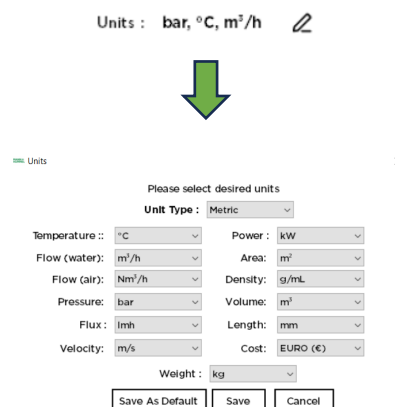 Units : bar, °C, m³/h
Units
Please select desired units
Unit Type : Metric
Temperature :: °C Power : kW
Flow (water): m³/h Area: m²
Flow (air): Nm³/h Density: g/mL
Pressure: bar Volume: m³
Flux : lmh Length: mm
Velocity: m/s Cost: EURO (€)
Weight : kg
Save As Default Save Cancel